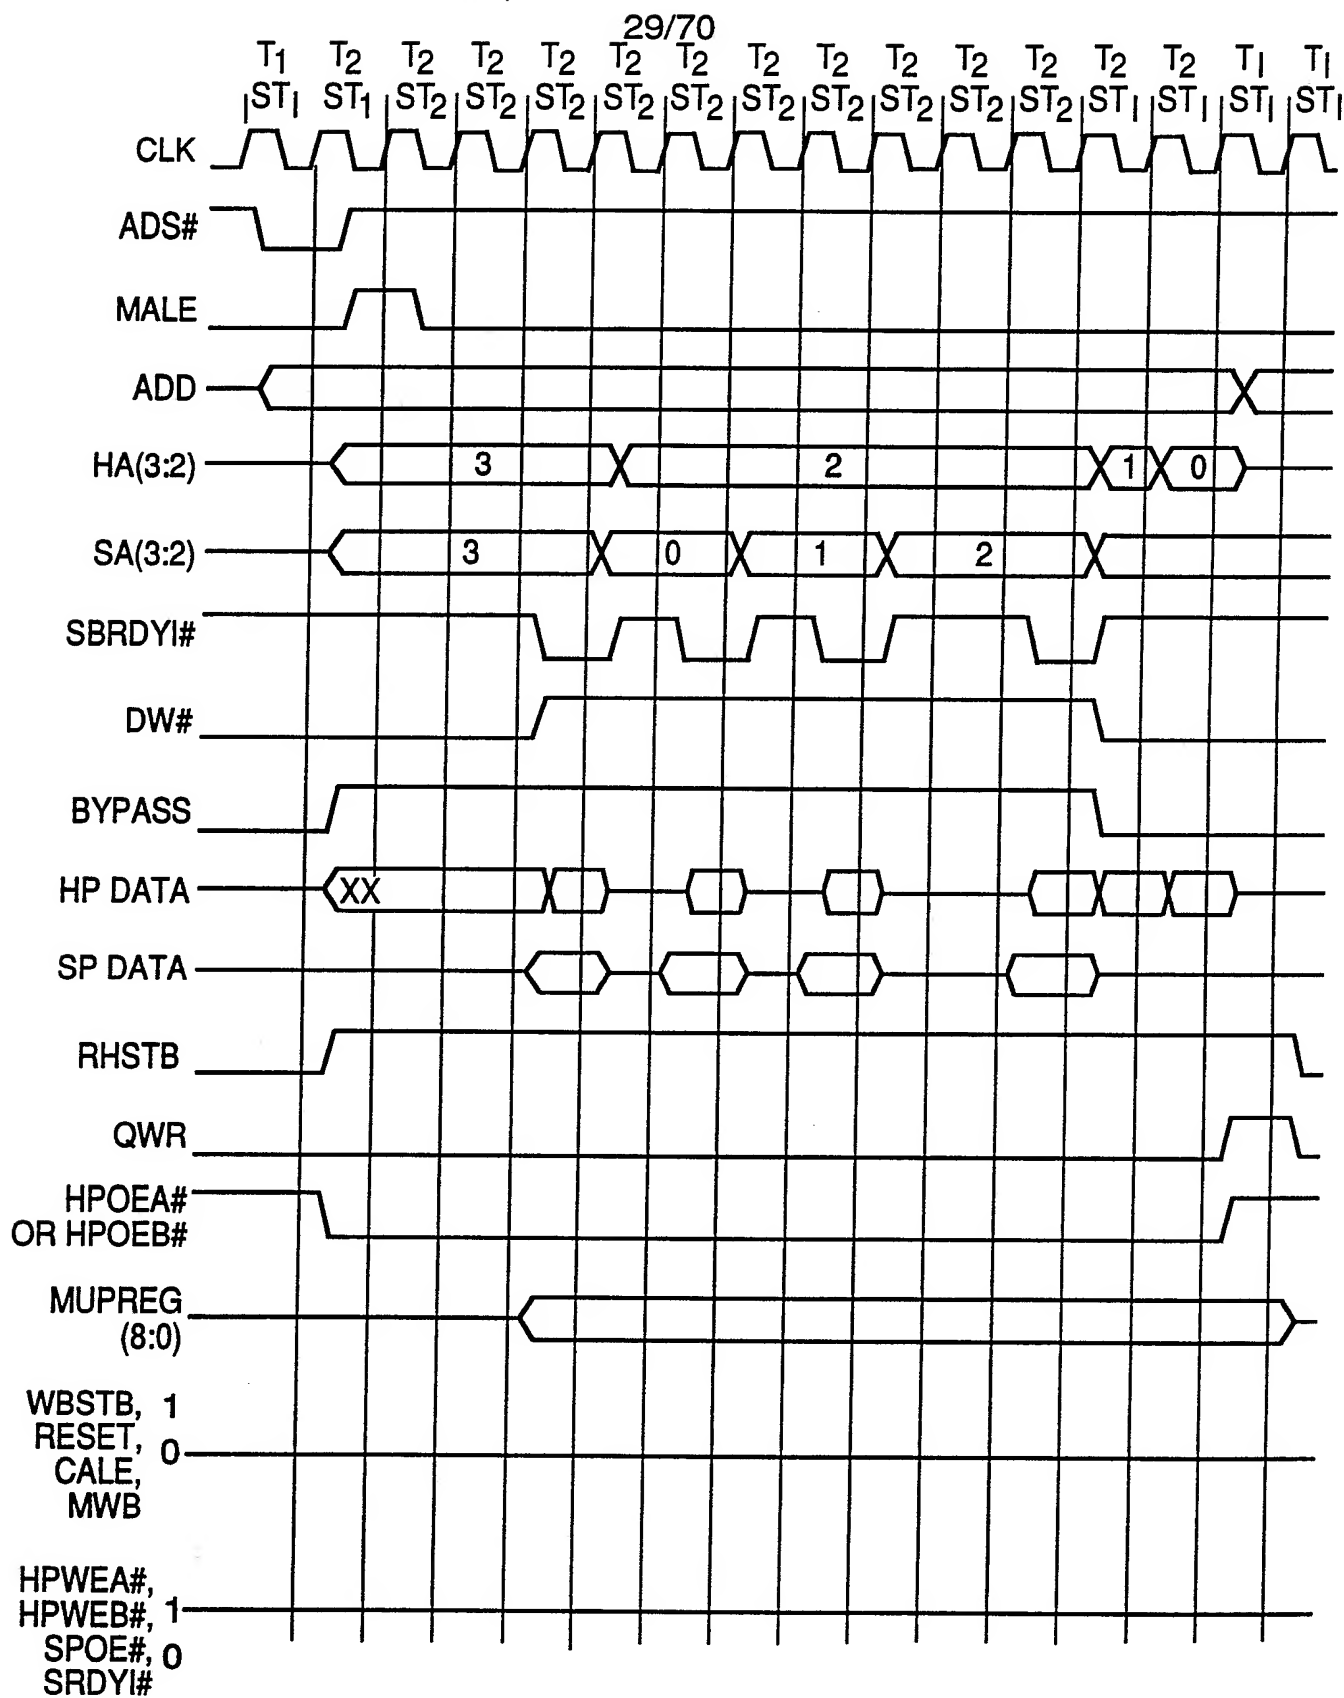 29/70
T1 T2 T2 T2 T2 T2 T2 T2 T2 T2 T2 T2 T2 T2 TI TI
STI ST1 ST2 ST2 ST2 ST2 ST2 ST2 ST2 ST2 ST2 ST2 STI STI STI STI
CLK
ADS#
MALE
ADD
HA(3:2) 3 2 1 0
SA(3:2) 3 0 1 2
SBRDYI#
DW#
BYPASS
HP DATA XX
SP DATA
RHSTB
QWR
HPOEA#
OR HPOEB#
MUPREG
(8:0)
WBSTB, 1
RESET, 0
CALE,
MWB
HPWEA#,
HPWEB#, 1
SPOE#, 0
SRDYI#